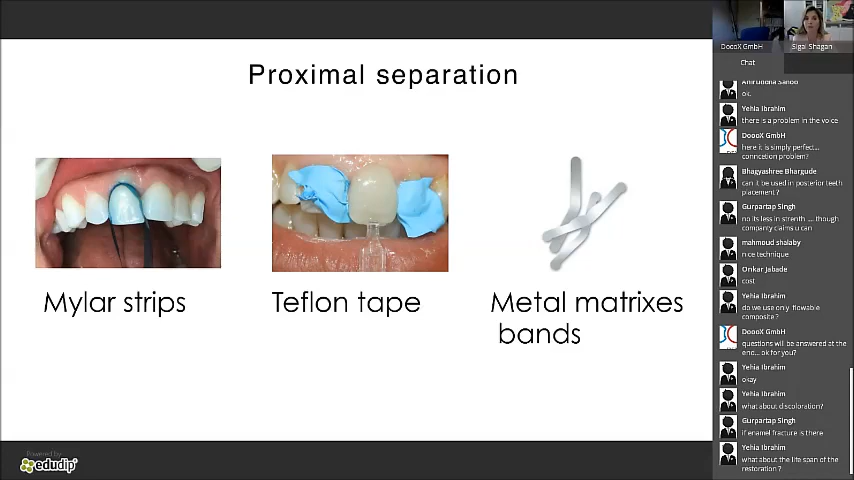 Proximal separation
Mylar strips
Teflon tape
Metal matrixes
bands
Powered by
edudip
DoooX GmbH
Sigal Shagan
Chat
Aniruddha Sahoo
ok.
Yehia Ibrahim
there is a problem in the voice
DoooX GmbH
here it is simply perfect...
conncetion problem?
Bhagyashree Bhargude
can it be used in posterior teeth
placement ?
Gurpartap Singh
no its less in strenth .... though
company claims u can
mahmoud shalaby
nice technique
Onkar Jabade
cost
Yehia Ibrahim
do we use only flowable
composite ?
DoooX GmbH
questions will be answered at the
end... ok for you?
Yehia Ibrahim
okay
Yehia Ibrahim
what about discoloration?
Gurpartap Singh
if enamel fracture is there
Yehia Ibrahim
what about the life span of the
restoration ?